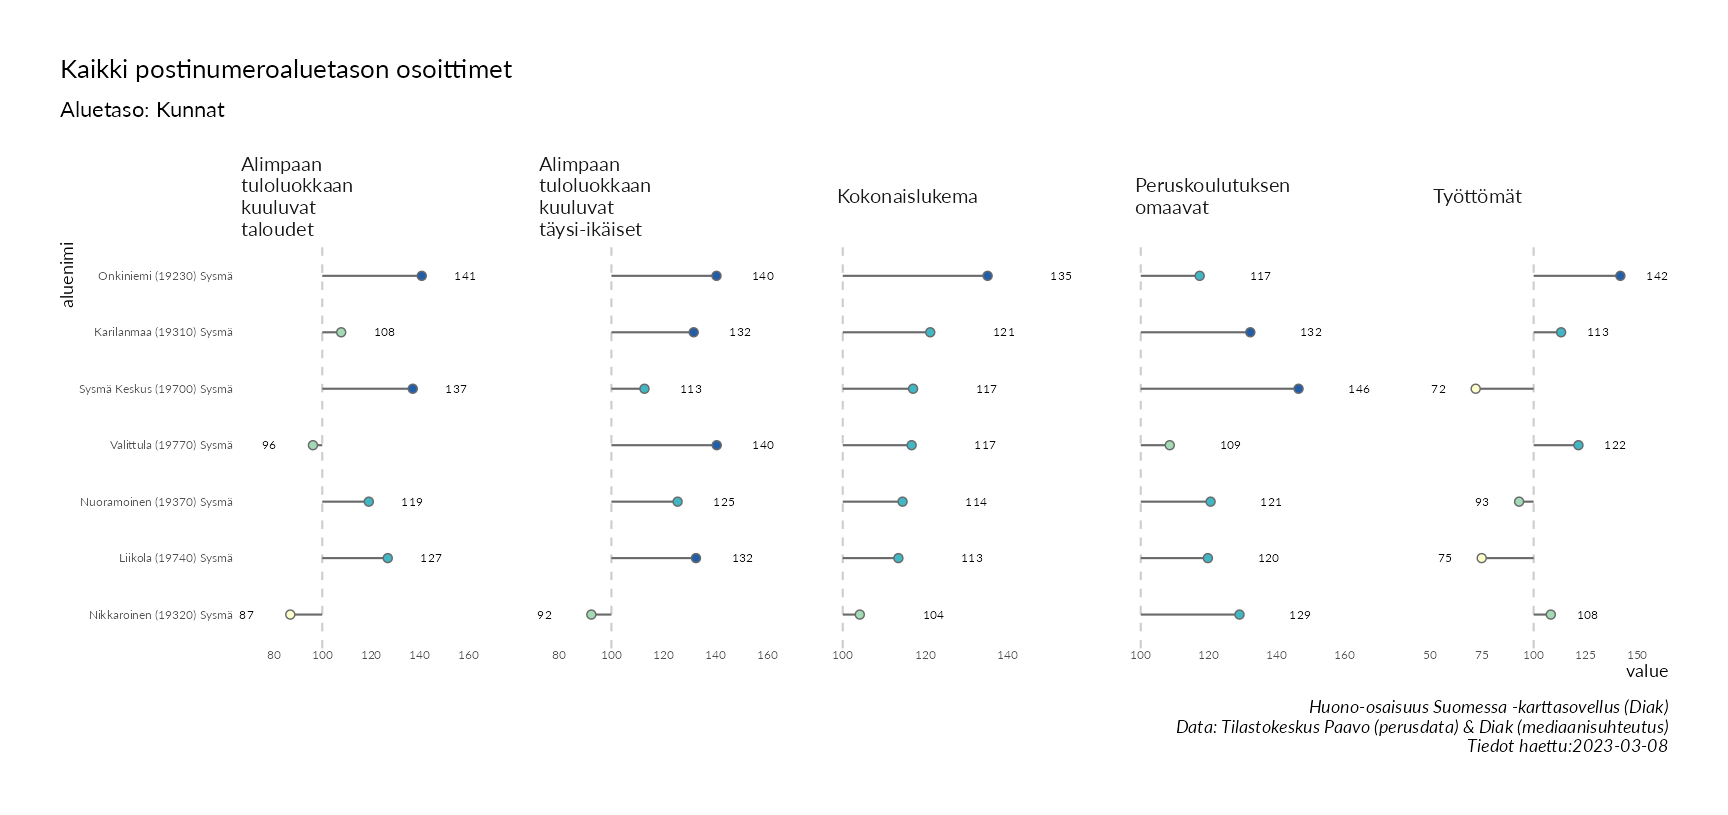 Kaikki postinumeroaluetason osoittimet
Aluetaso: Kunnat
Alimpaan
tuloluokkaan
kuuluvat
taloudet
Alimpaan
tuloluokkaan
kuuluvat
täysi-ikäiset
Kokonaislukema
Peruskoulutuksen
omaavat
Työttömät
aluenimi
Onkiniemi (19230) Sysmä 141 140 135 117 142
Karilanmaa (19310) Sysmä 108 132 121 132 113
Sysmä Keskus (19700) Sysmä 137 113 117 146 72
Valittula (19770) Sysmä 96 140 117 109 122
Nuoramoinen (19370) Sysmä 119 125 114 121 93
Liikola (19740) Sysmä 127 132 113 120 75
Nikkaroinen (19320) Sysmä 87 92 104 129 108
80 100 120 140 160 80 100 120 140 160 100 120 140 100 120 140 160 50 75 100 125 150
value
Huono-osaisuus Suomessa -karttasovellus (Diak)
Data: Tilastokeskus Paavo (perusdata) & Diak (mediaanisuhteutus)
Tiedot haettu:2023-03-08